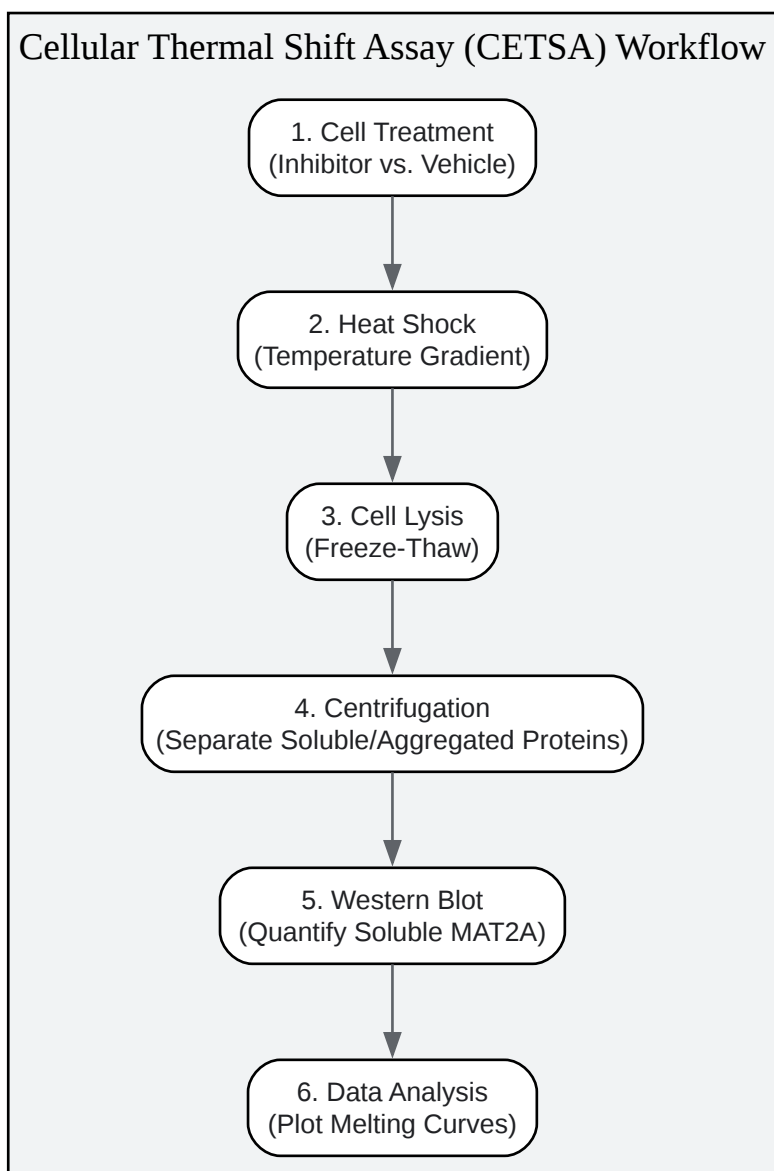 Cellular Thermal Shift Assay (CETSA) Workflow
1. Cell Treatment
(Inhibitor vs. Vehicle)
2. Heat Shock
(Temperature Gradient)
3. Cell Lysis
(Freeze-Thaw)
4. Centrifugation
(Separate Soluble/Aggregated Proteins)
5. Western Blot
(Quantify Soluble MAT2A)
6. Data Analysis
(Plot Melting Curves)